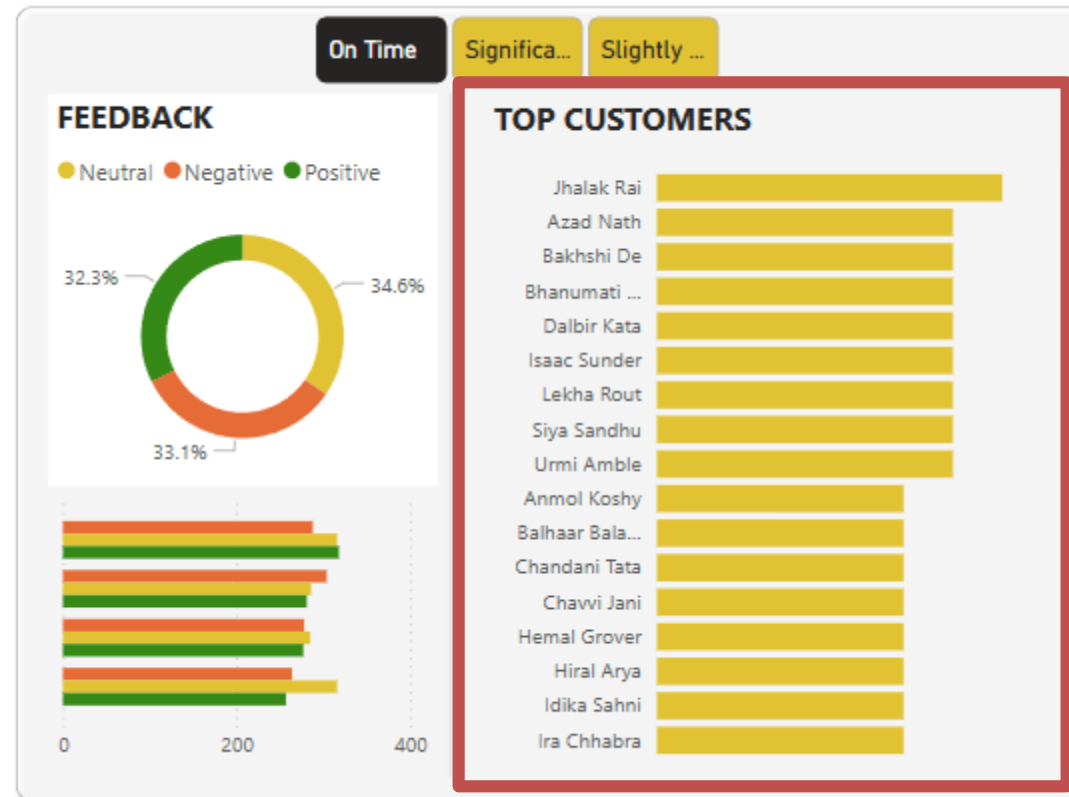 On Time Significa... Slightly ...
FEEDBACK
Neutral Negative Positive
32.3%
34.6%
33.1%
0 200 400
TOP CUSTOMERS
Jhalak Rai
Azad Nath
Bakhshi De
Bhanumati ...
Dalbir Kata
Isaac Sunder
Lekha Rout
Siya Sandhu
Urmi Amble
Anmol Koshy
Balhaar Bala...
Chandani Tata
Chavvi Jani
Hemal Grover
Hiral Arya
Idika Sahni
Ira Chhabra